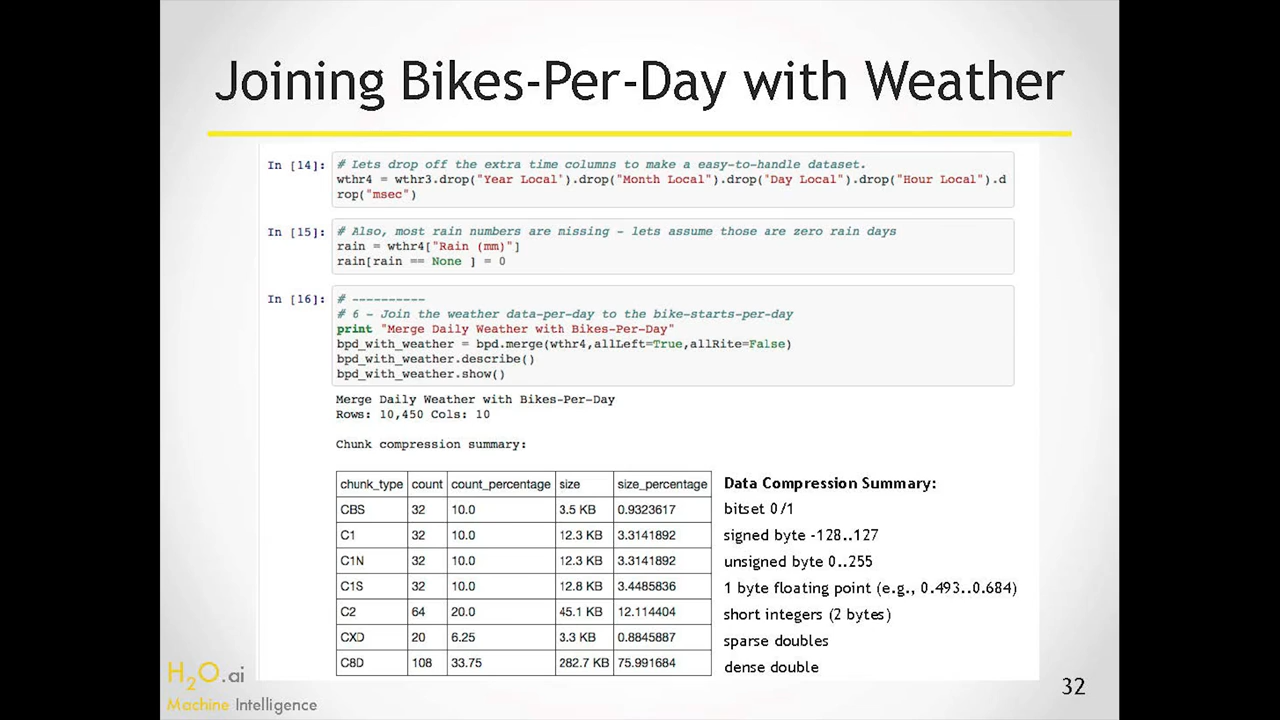 Joining Bikes-Per-Day with Weather
In [14]:
# Lets drop off the extra time columns to make a easy-to-handle dataset.
wthr4 = wthr3.drop("Year Local").drop("Month Local").drop("Day Local").drop("Hour Local").d
rop("msec")
In [15]:
# Also, most rain numbers are missing - lets assume those are zero rain days
rain = wthr4["Rain (mm)"]
rain[rain == None ] = 0
In [16]:
# ----------
# 6 - Join the weather data-per-day to the bike-starts-per-day
print "Merge Daily Weather with Bikes-Per-Day"
bpd_with_weather = bpd.merge(wthr4,allLeft=True,allRite=False)
bpd_with_weather.describe()
bpd_with_weather.show()
Merge Daily Weather with Bikes-Per-Day
Rows: 10,450 Cols: 10
Chunk compression summary:
chunk_type count count_percentage size size_percentage Data Compression Summary:
CBS 32 10.0 3.5 KB 0.9323617 bitset 0/1
C1 32 10.0 12.3 KB 3.3141892 signed byte -128..127
C1N 32 10.0 12.3 KB 3.3141892 unsigned byte 0..255
C1S 32 10.0 12.8 KB 3.4485836 1 byte floating point (e.g., 0.493..0.684)
C2 64 20.0 45.1 KB 12.114404 short integers (2 bytes)
CXD 20 6.25 3.3 KB 0.8845887 sparse doubles
C8D 108 33.75 282.7 KB 75.991684 dense double
H2O.ai
Machine Intelligence
32